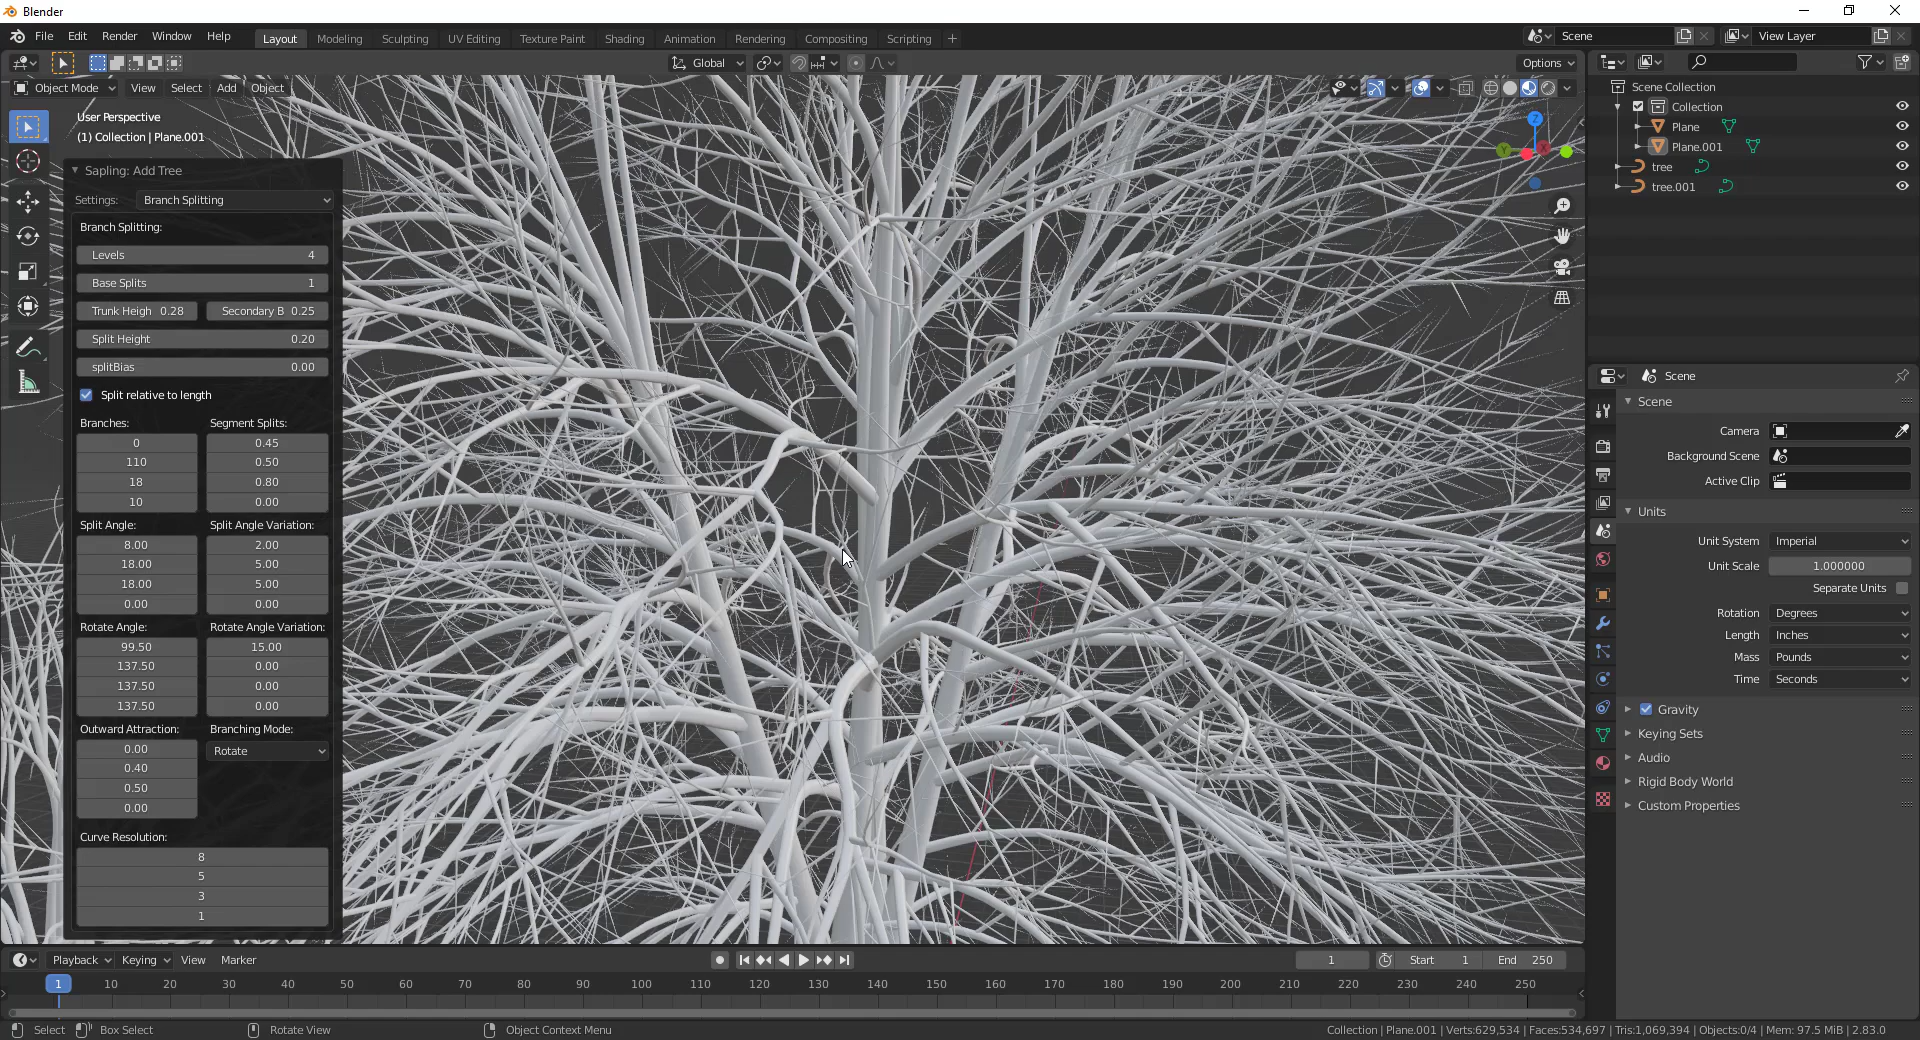 Blender
File Edit Render Window Help
Layout Modeling Sculpting UV Editing Texture Paint Shading Animation Rendering Compositing Scripting +
Scene
View Layer
Global
Options
Object Mode View Select Add Object
User Perspective
(1) Collection | Plane.001
Z
Y
X
Sapling: Add Tree
Settings: Branch Splitting
Branch Splitting:
Levels 4
Base Splits 1
Trunk Heigh 0.28 Secondary B 0.25
Split Height 0.20
splitBias 0.00
Split relative to length
Branches: Segment Splits:
0 0.45
110 0.50
18 0.80
10 0.00
Split Angle: Split Angle Variation:
8.00 2.00
18.00 5.00
18.00 5.00
0.00 0.00
Rotate Angle: Rotate Angle Variation:
99.50 15.00
137.50 0.00
137.50 0.00
137.50 0.00
Outward Attraction: Branching Mode:
0.00 Rotate
0.40
0.50
0.00
Curve Resolution:
8
5
3
1
Scene Collection
Collection
Plane
Plane.001
tree
tree.001
Scene
Scene
Camera
Background Scene
Active Clip
Units
Unit System Imperial
Unit Scale 1.000000
Separate Units
Rotation Degrees
Length Inches
Mass Pounds
Time Seconds
Gravity
Keying Sets
Audio
Rigid Body World
Custom Properties
Playback Keying View Marker
1 Start 1 End 250
1 10 20 30 40 50 60 70 80 90 100 110 120 130 140 150 160 170 180 190 200 210 220 230 240 250
Select Box Select Rotate View Object Context Menu
Collection | Plane.001 | Verts:629,534 | Faces:534,697 | Tris:1,069,394 | Objects:0/4 | Mem: 97.5 MiB | 2.83.0